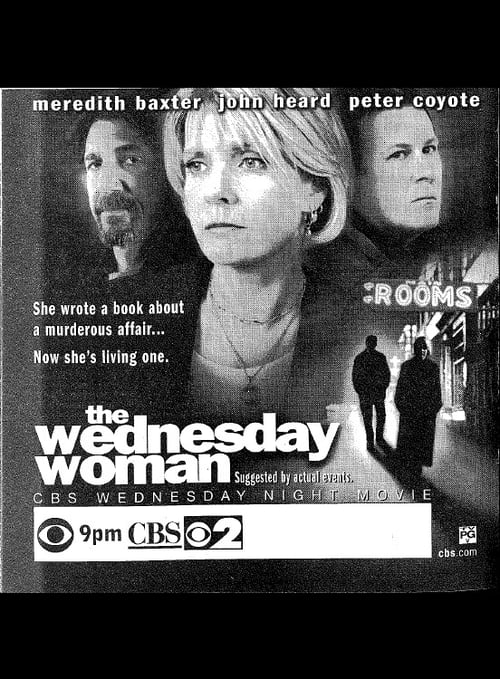 meredith baxter john heard peter coyote
ROOMS
She wrote a book about
a murderous affair...
Now she's living one.
the
wednesday
woman
Suggested by actual events.
CBS WEDNESDAY NIGHT MOVIE
9pm CBS 2
PG
cbs.com